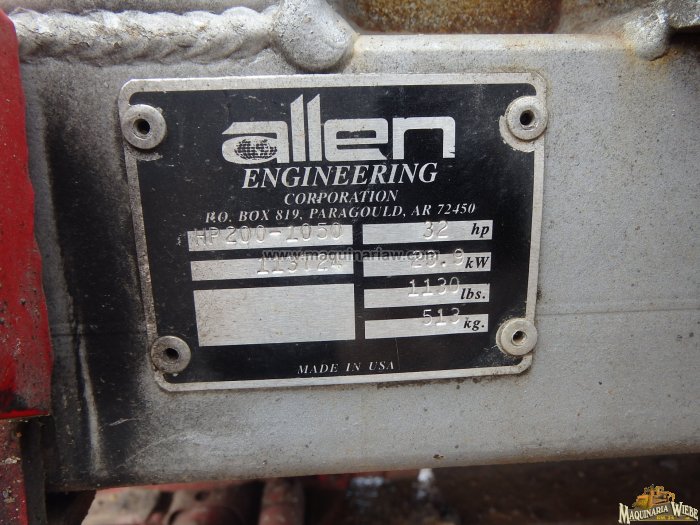 allen
ENGINEERING
CORPORATION
P.O. BOX 819, PARAGOULD, AR 72450
HP200-1050 32 hp
kW
1130 lbs.
513 kg.
MADE IN USA
www.maquinariaw.com
MAQUINARIA WIEBE